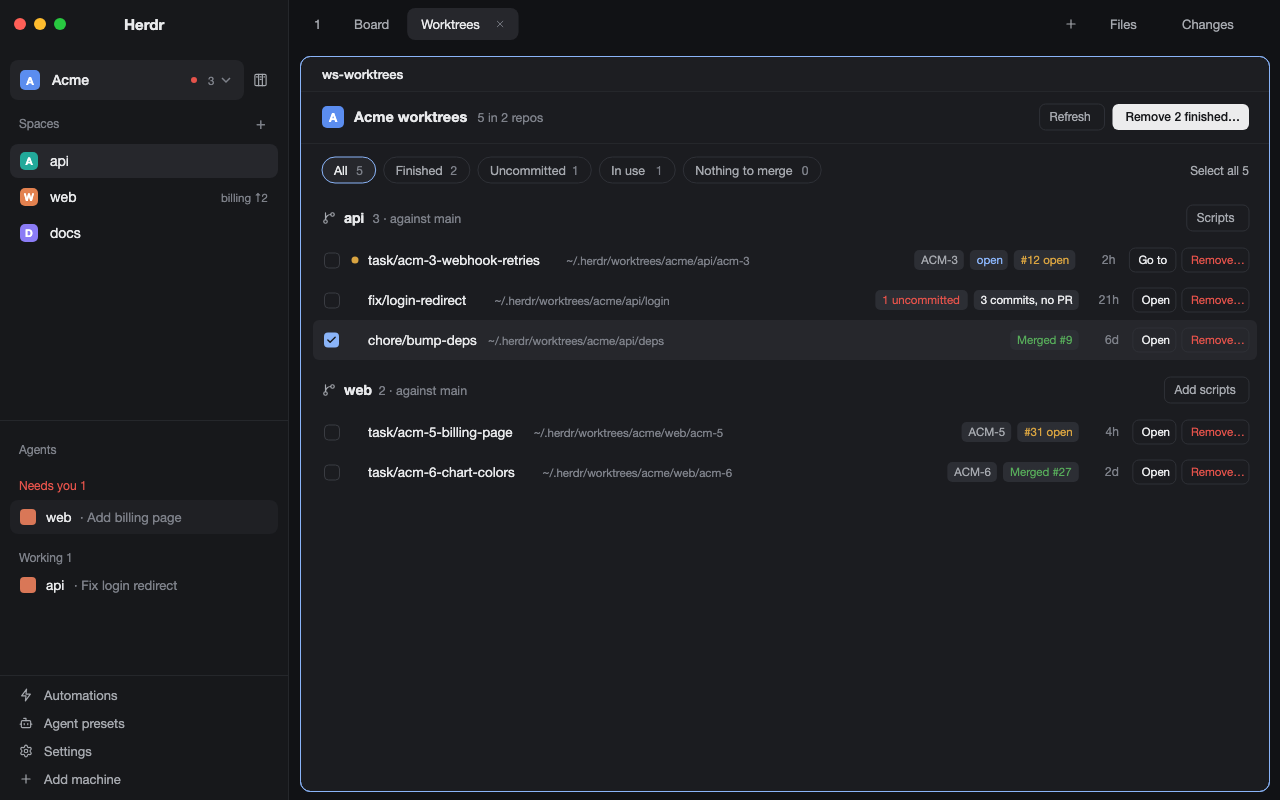 Herdr
1 Board Worktrees × + Files Changes
A Acme 3
Spaces +
A api
W web billing ↑2
D docs
Agents
Needs you 1
web · Add billing page
Working 1
api · Fix login redirect
Automations
Agent presets
Settings
+ Add machine
ws-worktrees
A Acme worktrees 5 in 2 repos Refresh Remove 2 finished...
All 5 Finished 2 Uncommitted 1 In use 1 Nothing to merge 0 Select all 5
api 3 · against main Scripts
task/acm-3-webhook-retries ~/.herdr/worktrees/acme/api/acm-3 ACM-3 open #12 open 2h Go to Remove...
fix/login-redirect ~/.herdr/worktrees/acme/api/login 1 uncommitted 3 commits, no PR 21h Open Remove...
chore/bump-deps ~/.herdr/worktrees/acme/api/deps Merged #9 6d Open Remove...
web 2 · against main Add scripts
task/acm-5-billing-page ~/.herdr/worktrees/acme/web/acm-5 ACM-5 #31 open 4h Open Remove...
task/acm-6-chart-colors ~/.herdr/worktrees/acme/web/acm-6 ACM-6 Merged #27 2d Open Remove...